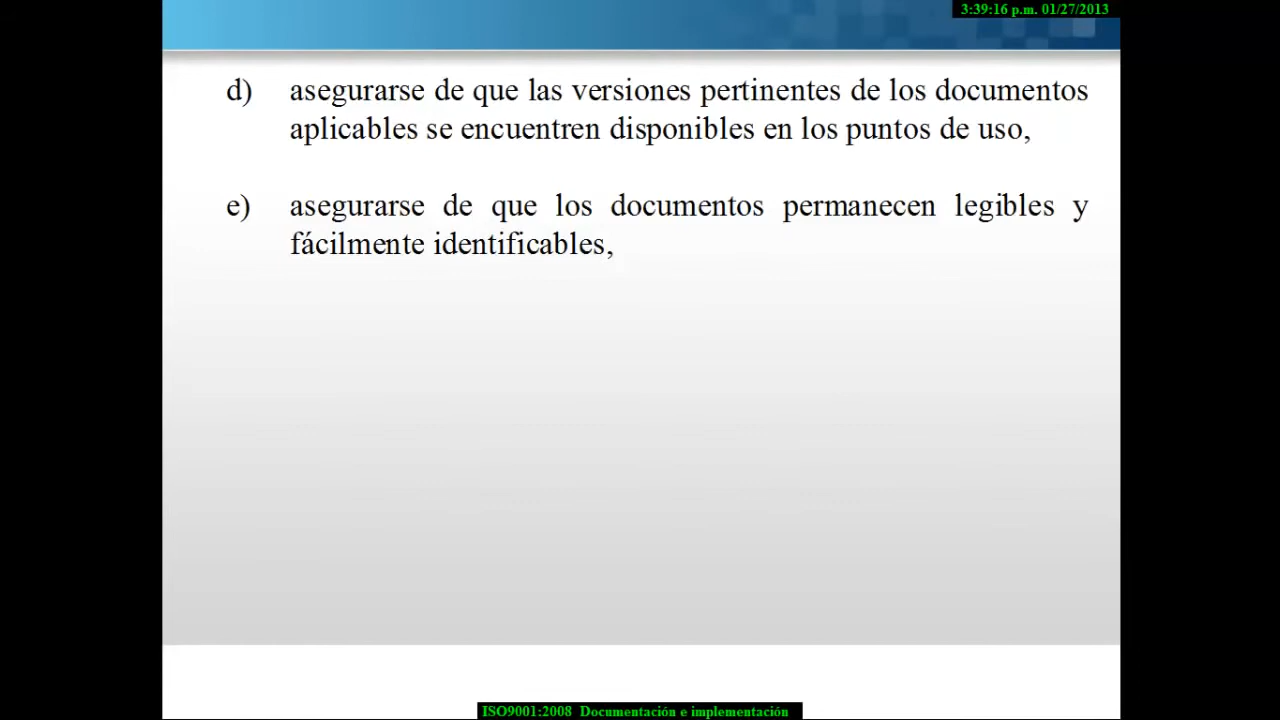 3:39:16 p.m. 01/27/2013
d) asegurarse de que las versiones pertinentes de los documentos
aplicables se encuentren disponibles en los puntos de uso,
e) asegurarse de que los documentos permanecen legibles y
fácilmente identificables,
ISO9001:2008 Documentación e implementación